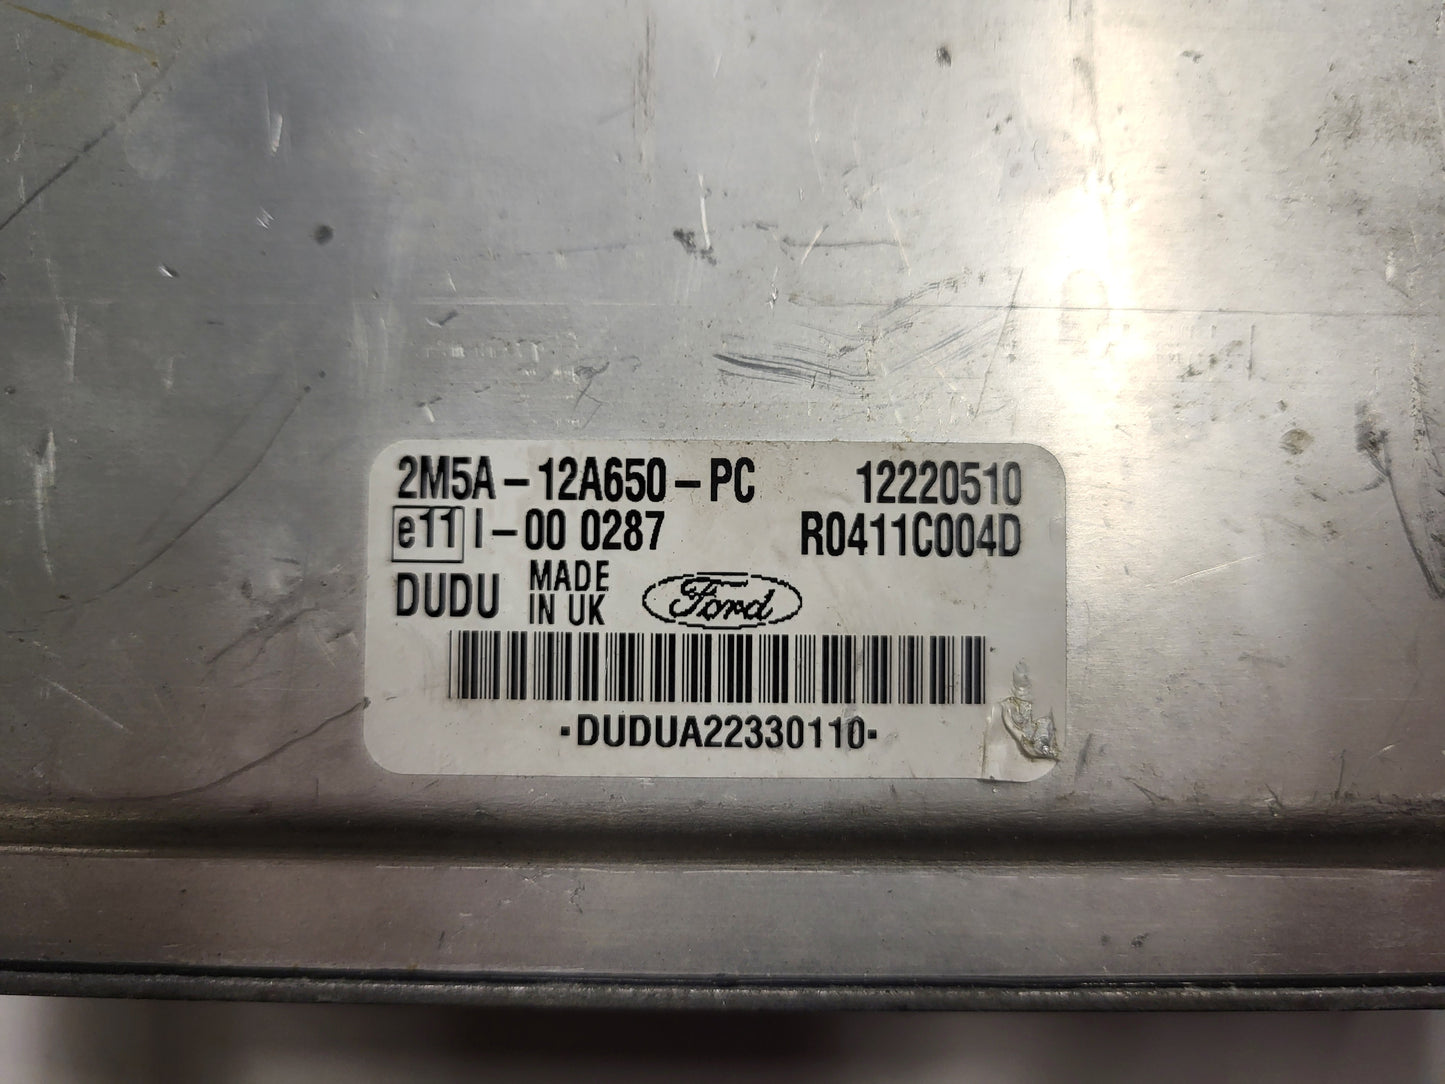 2M5A-12A650-PC 12220510
e11 I-00 0287 R0411C004D
DUDU MADE IN UK Ford
·DUDUA22330110·